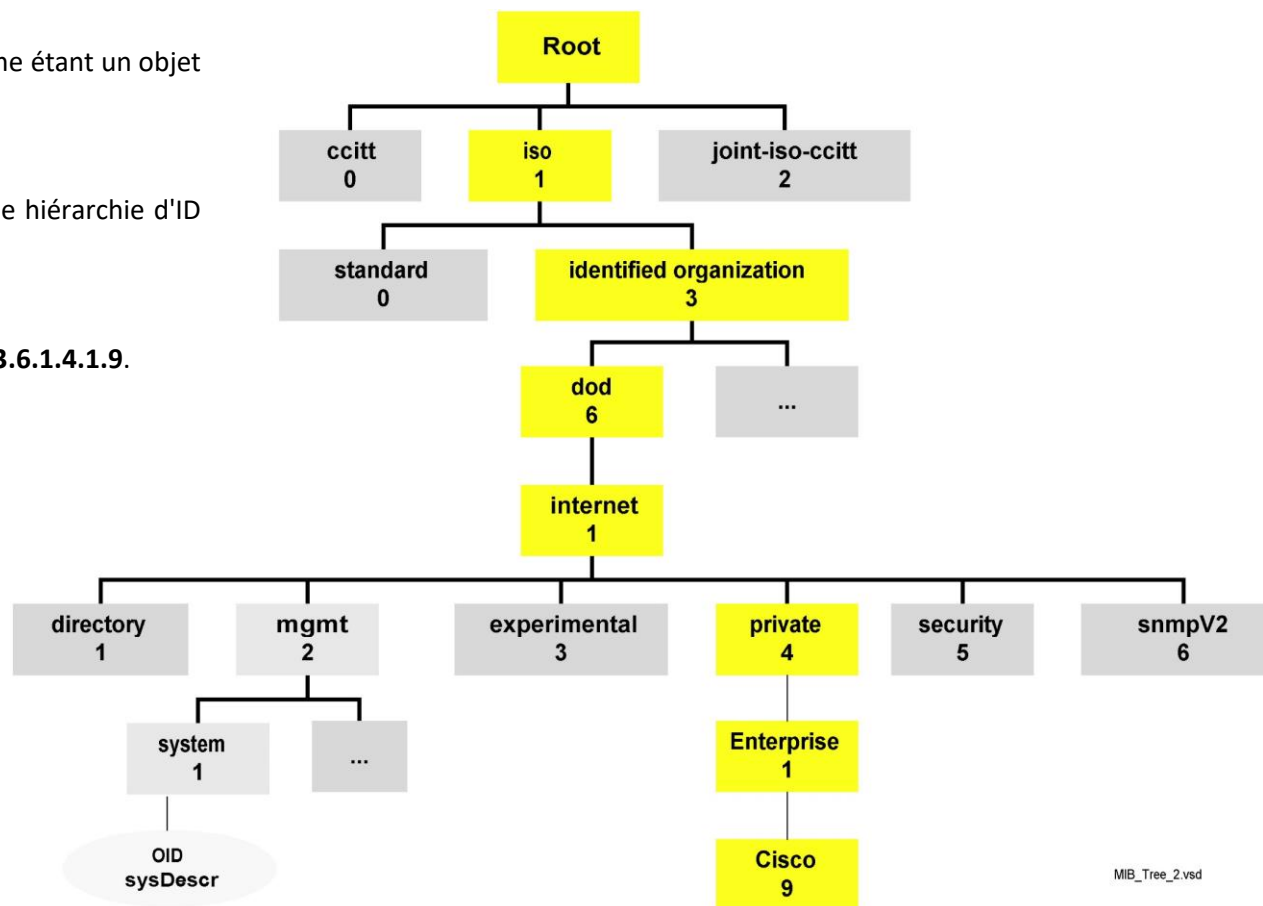 ne étant un objet
e hiérarchie d'ID
3.6.1.4.1.9.
Root
ccitt
0
iso
1
joint-iso-ccitt
2
standard
0
identified organization
3
dod
6
...
internet
1
directory
1
mgmt
2
experimental
3
private
4
security
5
snmpV2
6
system
1
...
Enterprise
1
OID
sysDescr
Cisco
9
MIB_Tree_2.vsd